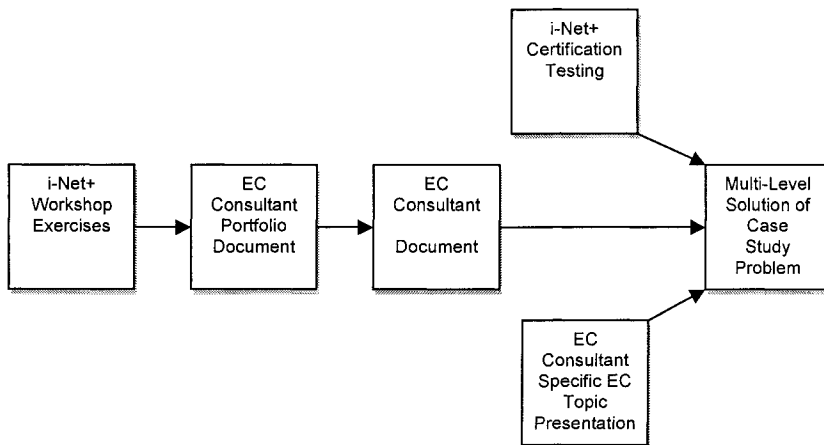 i-Net+
Certification
Testing
i-Net+
Workshop
Exercises
EC
Consultant
Portfolio
Document
EC
Consultant
Document
Multi-Level
Solution of
Case
Study
Problem
EC
Consultant
Specific EC
Topic
Presentation